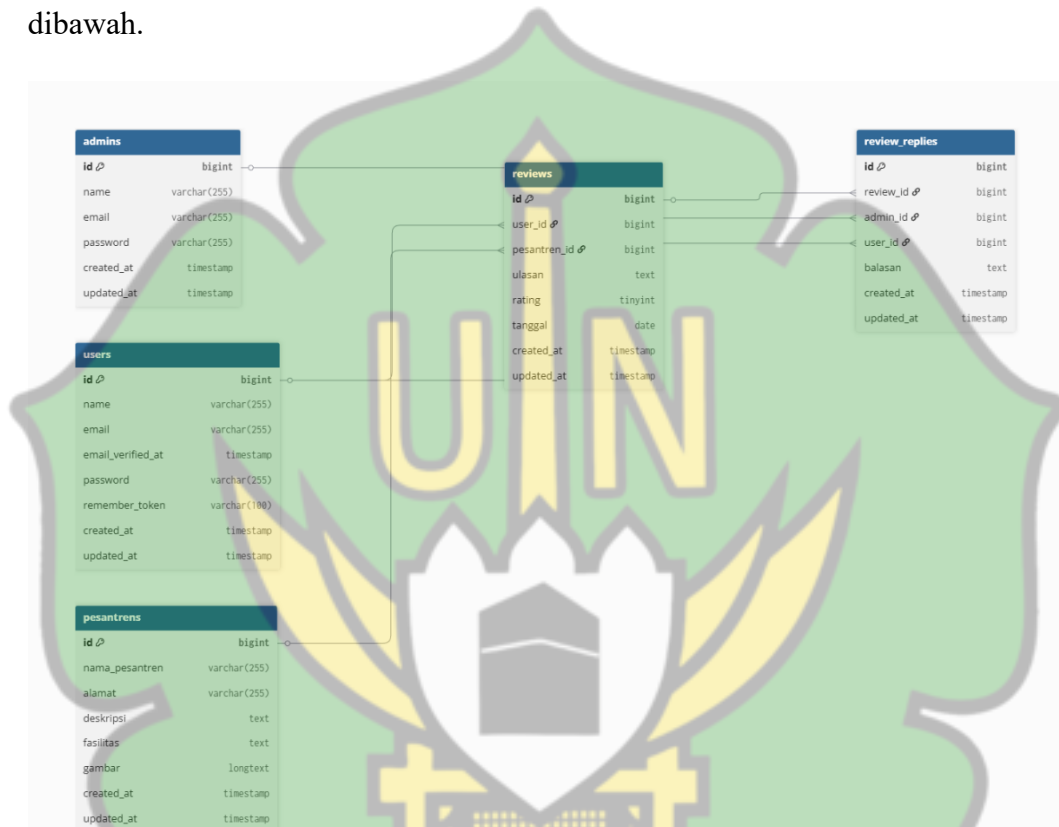 dibawah.
admins
id bigint
name varchar(255)
email varchar(255)
password varchar(255)
created_at timestamp
updated_at timestamp
users
id bigint
name varchar(255)
email varchar(255)
email_verified_at timestamp
password varchar(255)
remember_token varchar(100)
created_at timestamp
updated_at timestamp
pesantrens
id bigint
nama_pesantren varchar(255)
alamat varchar(255)
deskripsi text
fasilitas text
gambar longtext
created_at timestamp
updated_at timestamp
reviews
id bigint
user_id bigint
pesantren_id bigint
ulasan text
rating tinyint
tanggal date
created_at timestamp
updated_at timestamp
review_replies
id bigint
review_id bigint
admin_id bigint
user_id bigint
balasan text
created_at timestamp
updated_at timestamp
UIN